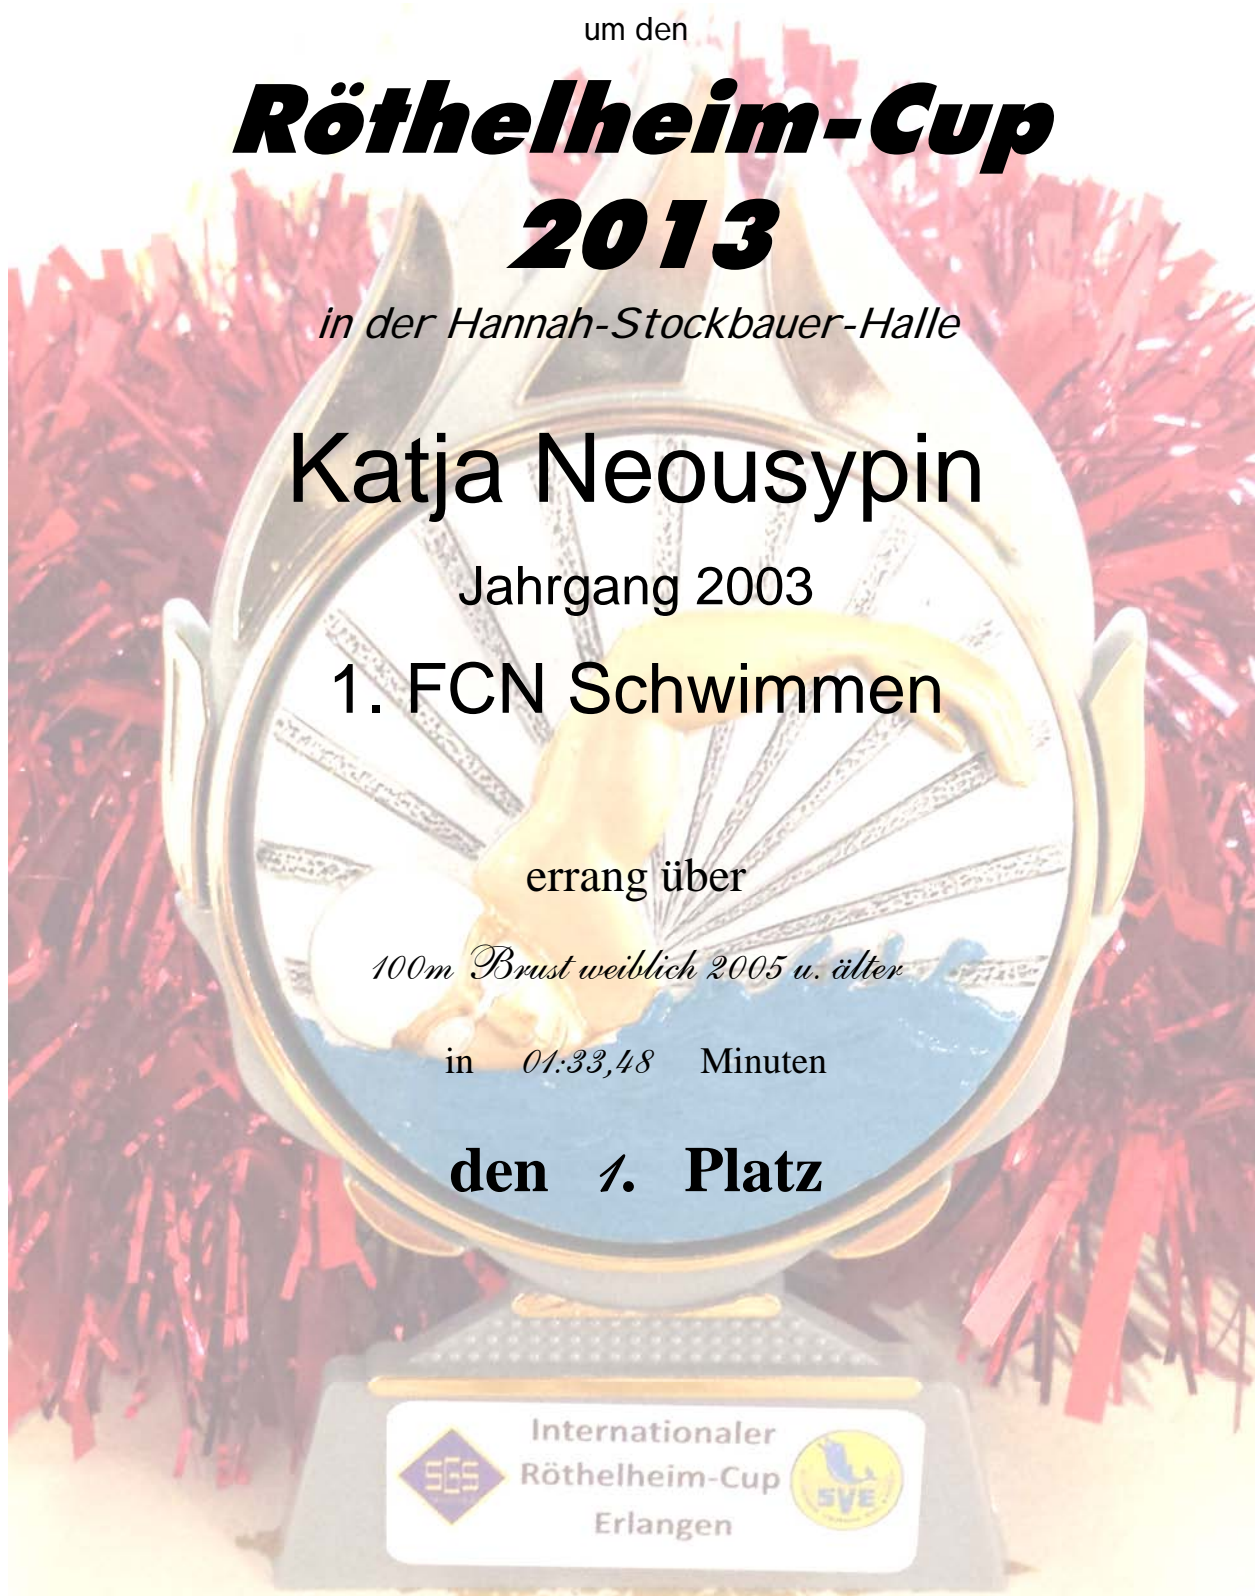 um den
Röthelheim-Cup
2013
in der Hannah-Stockbauer-Halle
Katja Neousypin
Jahrgang 2003
1. FCN Schwimmen
errang über
100m Brust weiblich 2005 u. älter
in 01:33,48 Minuten
den 1. Platz
Internationaler
Röthelheim-Cup
Erlangen
SGS
SVE